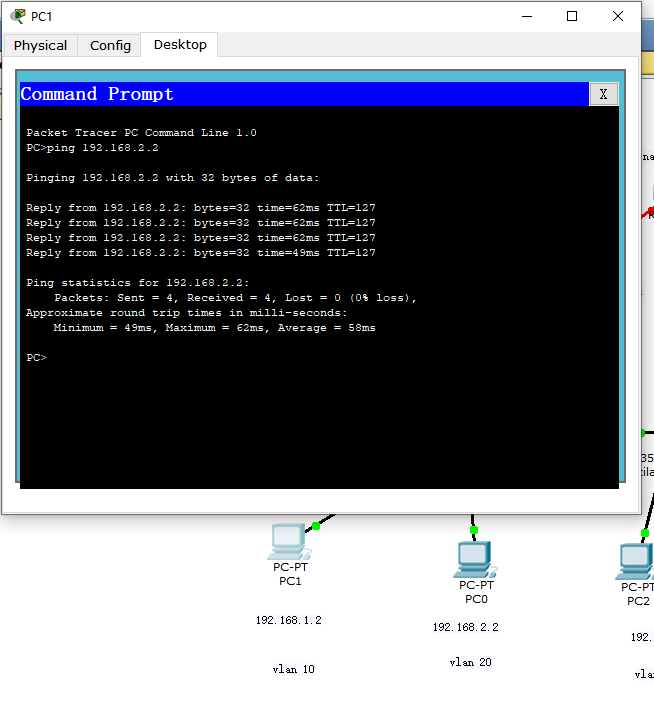 PC1
Physical Config Desktop
Command Prompt X
Packet Tracer PC Command Line 1.0
PC>ping 192.168.2.2
Pinging 192.168.2.2 with 32 bytes of data:
Reply from 192.168.2.2: bytes=32 time=62ms TTL=127
Reply from 192.168.2.2: bytes=32 time=62ms TTL=127
Reply from 192.168.2.2: bytes=32 time=62ms TTL=127
Reply from 192.168.2.2: bytes=32 time=49ms TTL=127
Ping statistics for 192.168.2.2:
Packets: Sent = 4, Received = 4, Lost = 0 (0% loss),
Approximate round trip times in milli-seconds:
Minimum = 49ms, Maximum = 62ms, Average = 58ms
PC>
PC-PT
PC1
192.168.1.2
vlan 10
PC-PT
PC0
192.168.2.2
vlan 20
PC-PT
PC2
192.